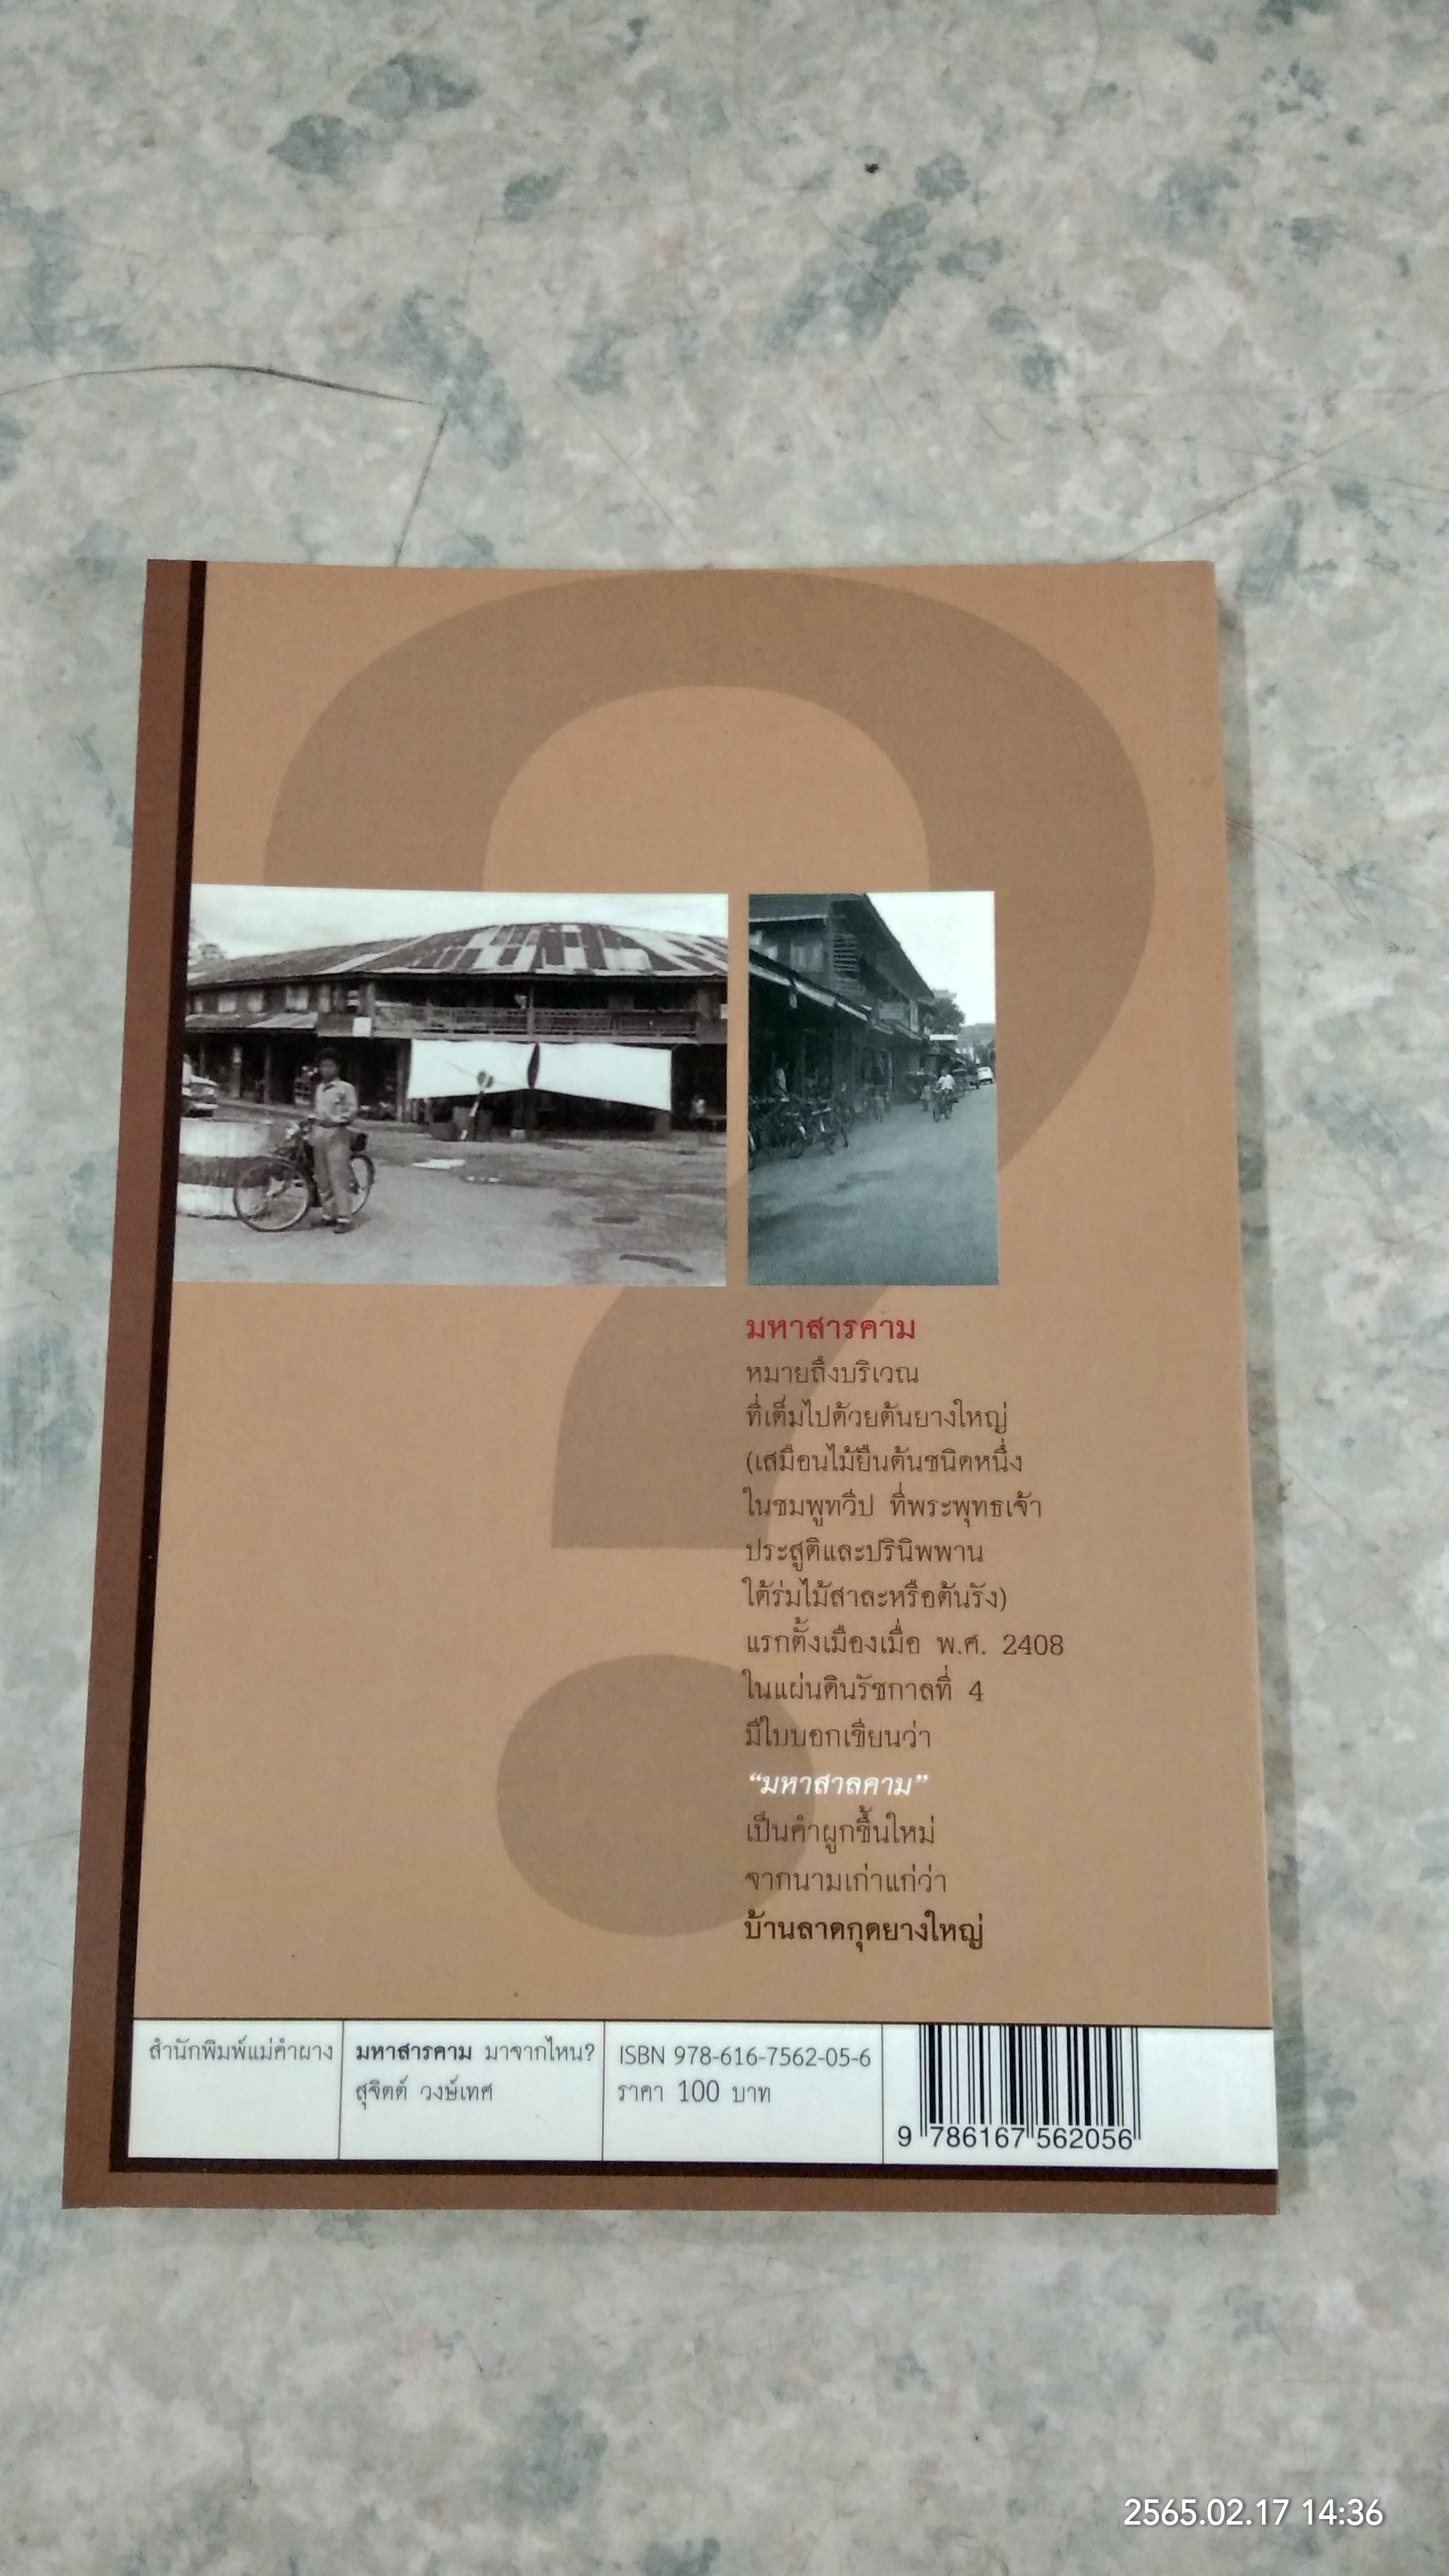 มหาสารคาม
หมายถึงบริเวณ
ที่เต็มไปด้วยต้นยางใหญ่
(เสมือนไม้ยืนต้นชนิดหนึ่ง
ในชมพูทวีป ที่พระพุทธเจ้า
ประสูติและปรินิพพาน
ใต้ร่มไม้สาละหรือต้นรัง)
แรกตั้งเมืองเมื่อ พ.ศ. 2408
ในแผ่นดินรัชกาลที่ 4
มีใบบอกเขียนว่า
“มหาสาลคาม”
เป็นคำผูกขึ้นใหม่
จากนามเก่าแก่ว่า
บ้านลาดกุดยางใหญ่
สำนักพิมพ์แม่คำผาง
มหาสารคาม มาจากไหน?
สุจิตต์ วงษ์เทศ
ISBN 978-616-7562-05-6
ราคา 100 บาท
9 786167 562056
2565.02.17 14:36